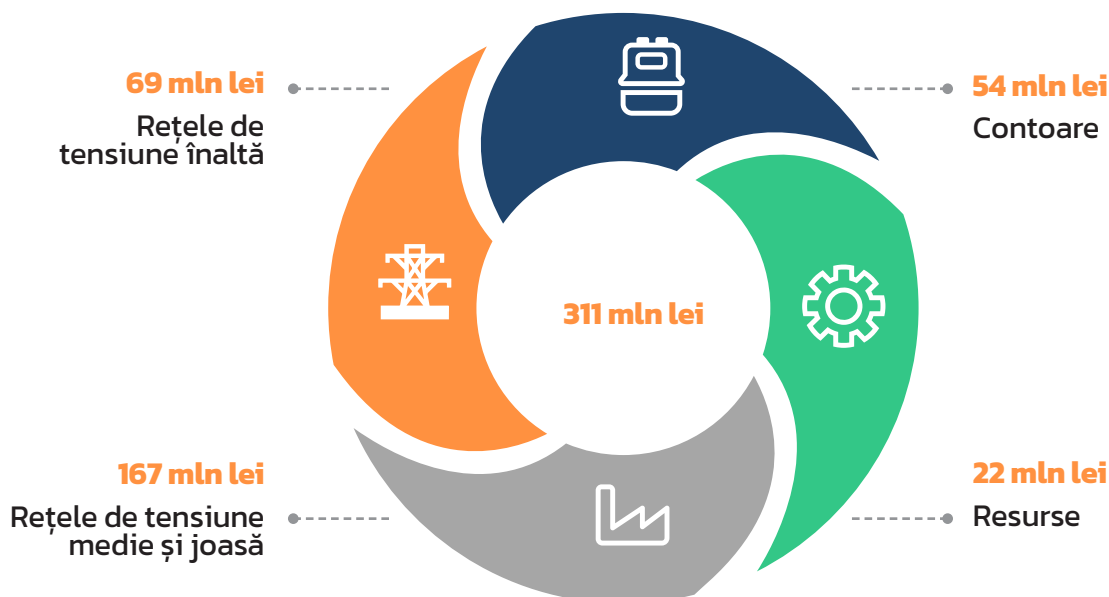 69 mln lei
Rețele de
tensiune înaltă
54 mln lei
Contoare
311 mln lei
167 mln lei
Rețele de tensiune
medie și joasă
22 mln lei
Resurse